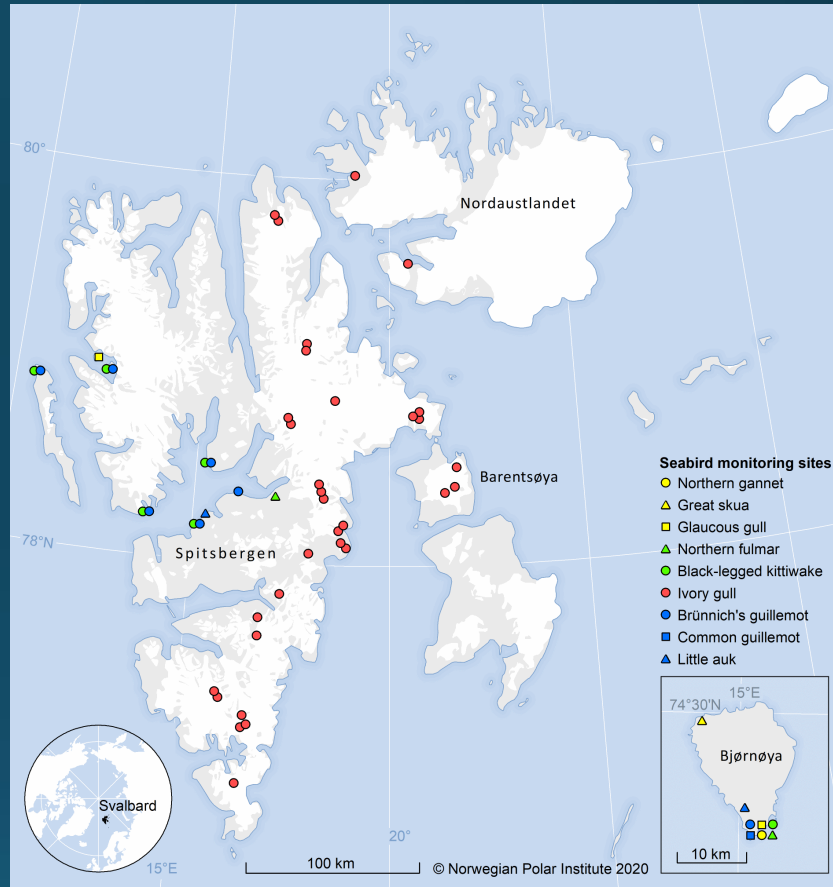 80°
Nordaustlandet
Barentsøya
78°N
Spitsbergen
Seabird monitoring sites
Northern gannet
Great skua
Glaucous gull
Northern fulmar
Black-legged kittiwake
Ivory gull
Brünnich's guillemot
Common guillemot
Little auk
15°E
74°30'N
Bjørnøya
10 km
Svalbard
15°E
100 km
20°
© Norwegian Polar Institute 2020